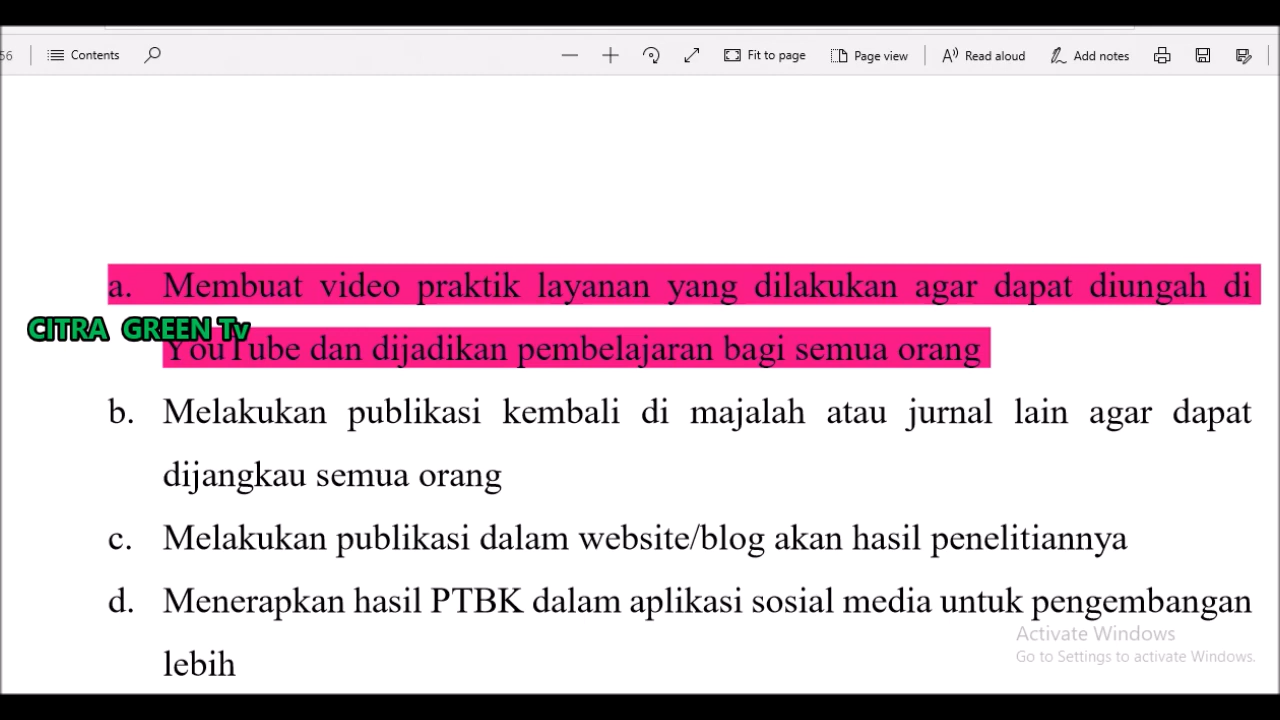 56 Contents Fit to page Page view Read aloud Add notes
a. Membuat video praktik layanan yang dilakukan agar dapat diungah di
CITRA GREEN Tv
YouTube dan dijadikan pembelajaran bagi semua orang
b. Melakukan publikasi kembali di majalah atau jurnal lain agar dapat
dijangkau semua orang
c. Melakukan publikasi dalam website/blog akan hasil penelitiannya
d. Menerapkan hasil PTBK dalam aplikasi sosial media untuk pengembangan
Activate Windows
Go to Settings to activate Windows.
lebih